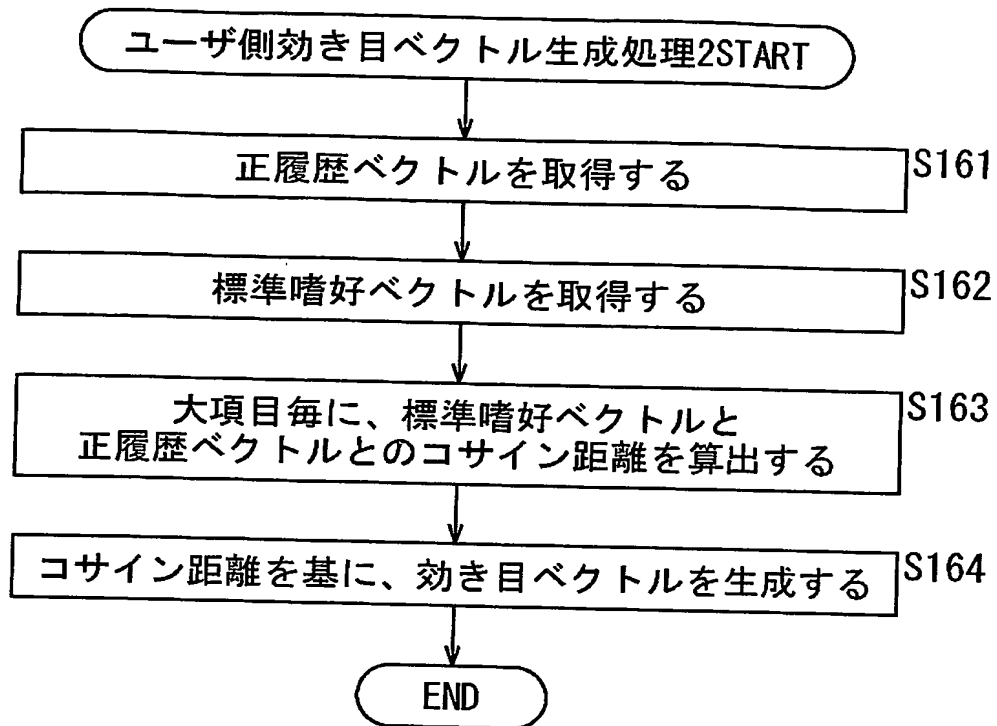 ユーザ側効き目ベクトル生成処理2START
正履歴ベクトルを取得する
S161
標準嗜好ベクトルを取得する
S162
大項目毎に、標準嗜好ベクトルと
正履歴ベクトルとのコサイン距離を算出する
S163
コサイン距離を基に、効き目ベクトルを生成する
S164
END